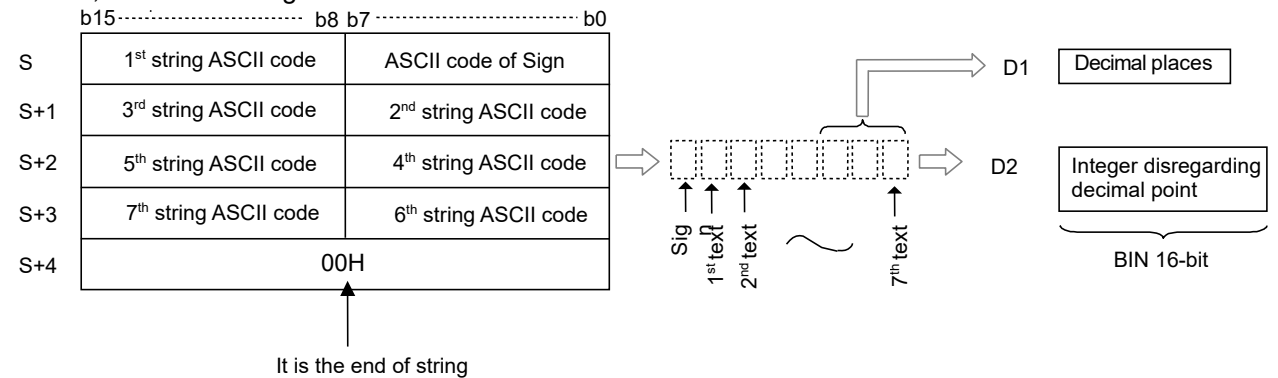 b15 b8 b7 b0
S 1st string ASCII code ASCII code of Sign
S+1 3rd string ASCII code 2nd string ASCII code
S+2 5th string ASCII code 4th string ASCII code
S+3 7th string ASCII code 6th string ASCII code
S+4 00H
It is the end of string
Sig
n
1st text
2nd text
7th text
D1 Decimal places
D2 Integer disregarding
decimal point
BIN 16-bit